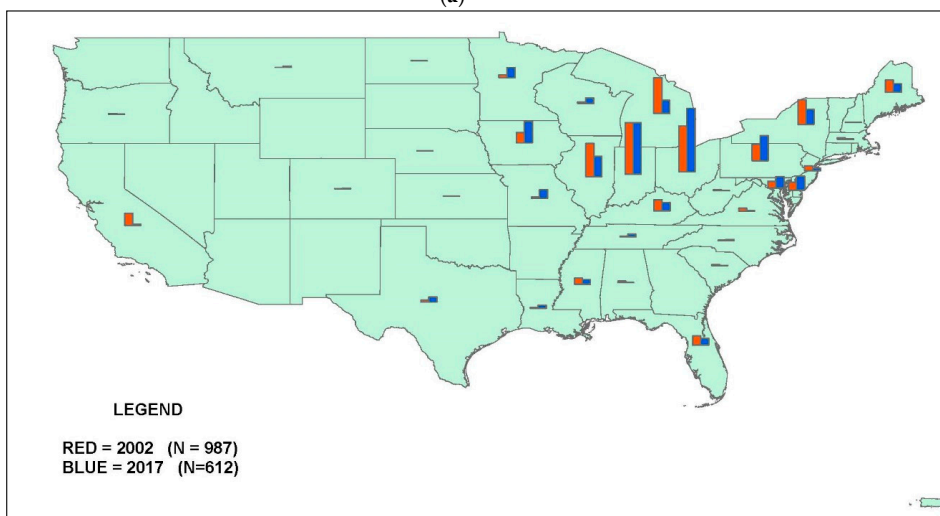 (a)
LEGEND
RED = 2002 (N = 987)
BLUE = 2017 (N=612)